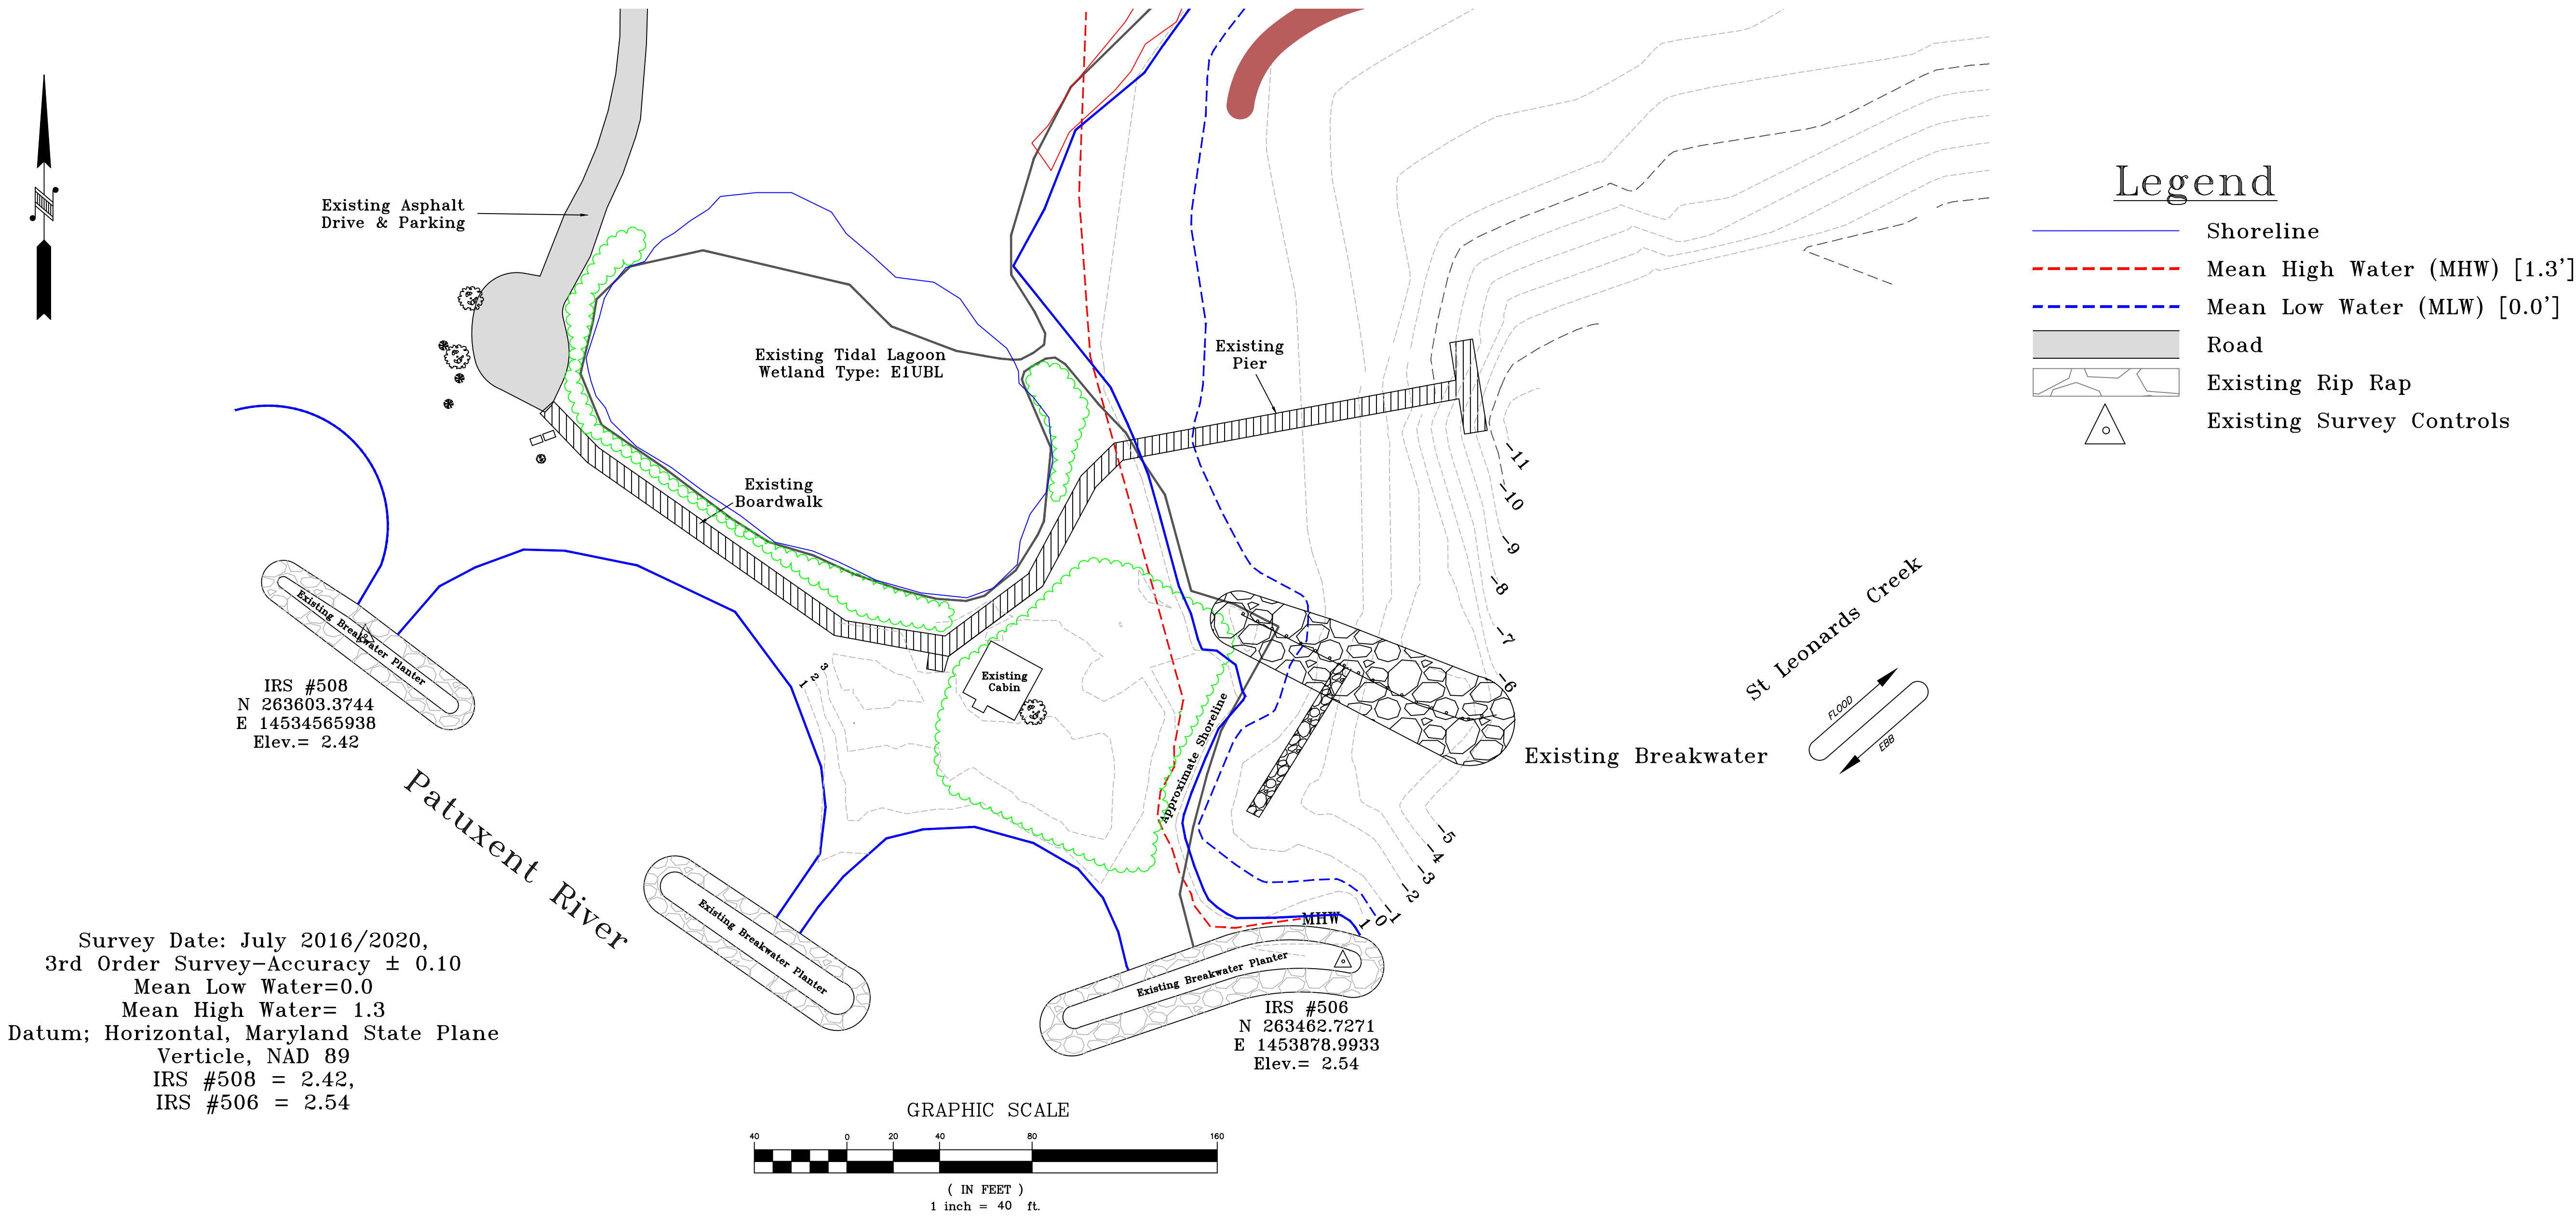 Legend
Shoreline
Mean High Water (MHW) [1.3']
Mean Low Water (MLW) [0.0']
Road
Existing Rip Rap
Existing Survey Controls
Existing Asphalt
Drive & Parking
Existing Tidal Lagoon
Wetland Type: E1UBL
Existing
Pier
Existing
Boardwalk
Existing
Cabin
Existing Breakwater Planter
IRS #508
N 263603.3744
E 14534565938
Elev.= 2.42
3
2
1
Patuxent River
Existing Breakwater Planter
Approximate Shoreline
Existing Breakwater
St Leonards Creek
FLOOD
EBB
-11
-10
-9
-8
-7
-6
-5
-4
-3
-2
-1
0
1
MHW
Existing Breakwater Planter
IRS #506
N 263462.7271
E 1453878.9933
Elev.= 2.54
Survey Date: July 2016/2020,
3rd Order Survey-Accuracy ± 0.10
Mean Low Water=0.0
Mean High Water= 1.3
Datum; Horizontal, Maryland State Plane
Verticle, NAD 89
IRS #508 = 2.42,
IRS #506 = 2.54
GRAPHIC SCALE
40 0 20 40 80 160
( IN FEET )
1 inch = 40 ft.